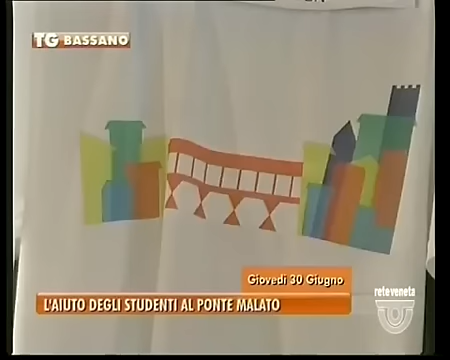 TG BASSANO
Giovedì 30 Giugno
L'AIUTO DEGLI STUDENTI AL PONTE MALATO
reteveneta